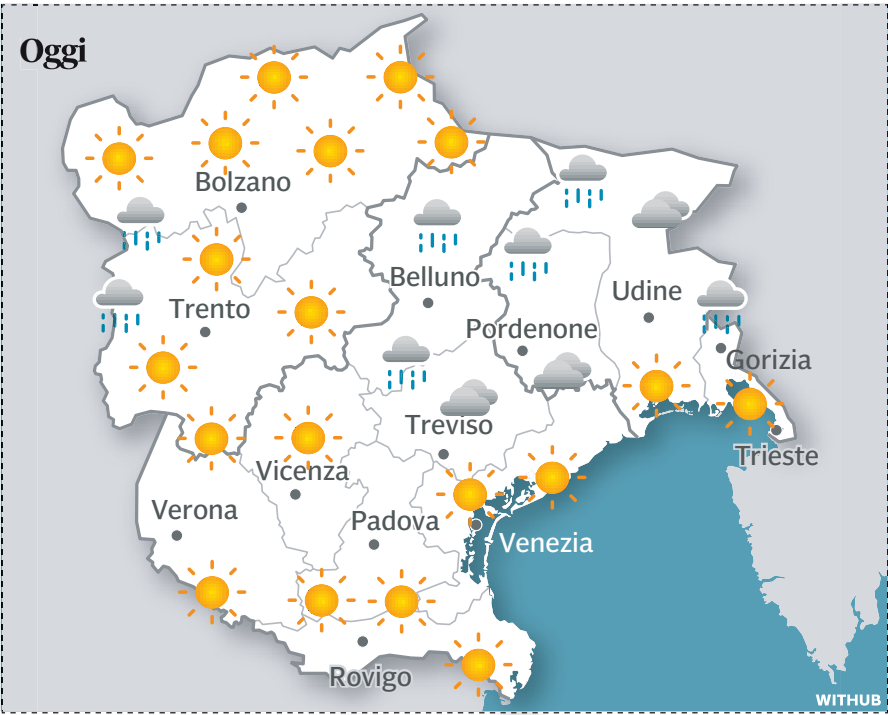 Oggi
Bolzano
Belluno
Trento
Udine
Pordenone
Gorizia
Treviso
Trieste
Vicenza
Verona
Padova
Venezia
Rovigo
WITHUB